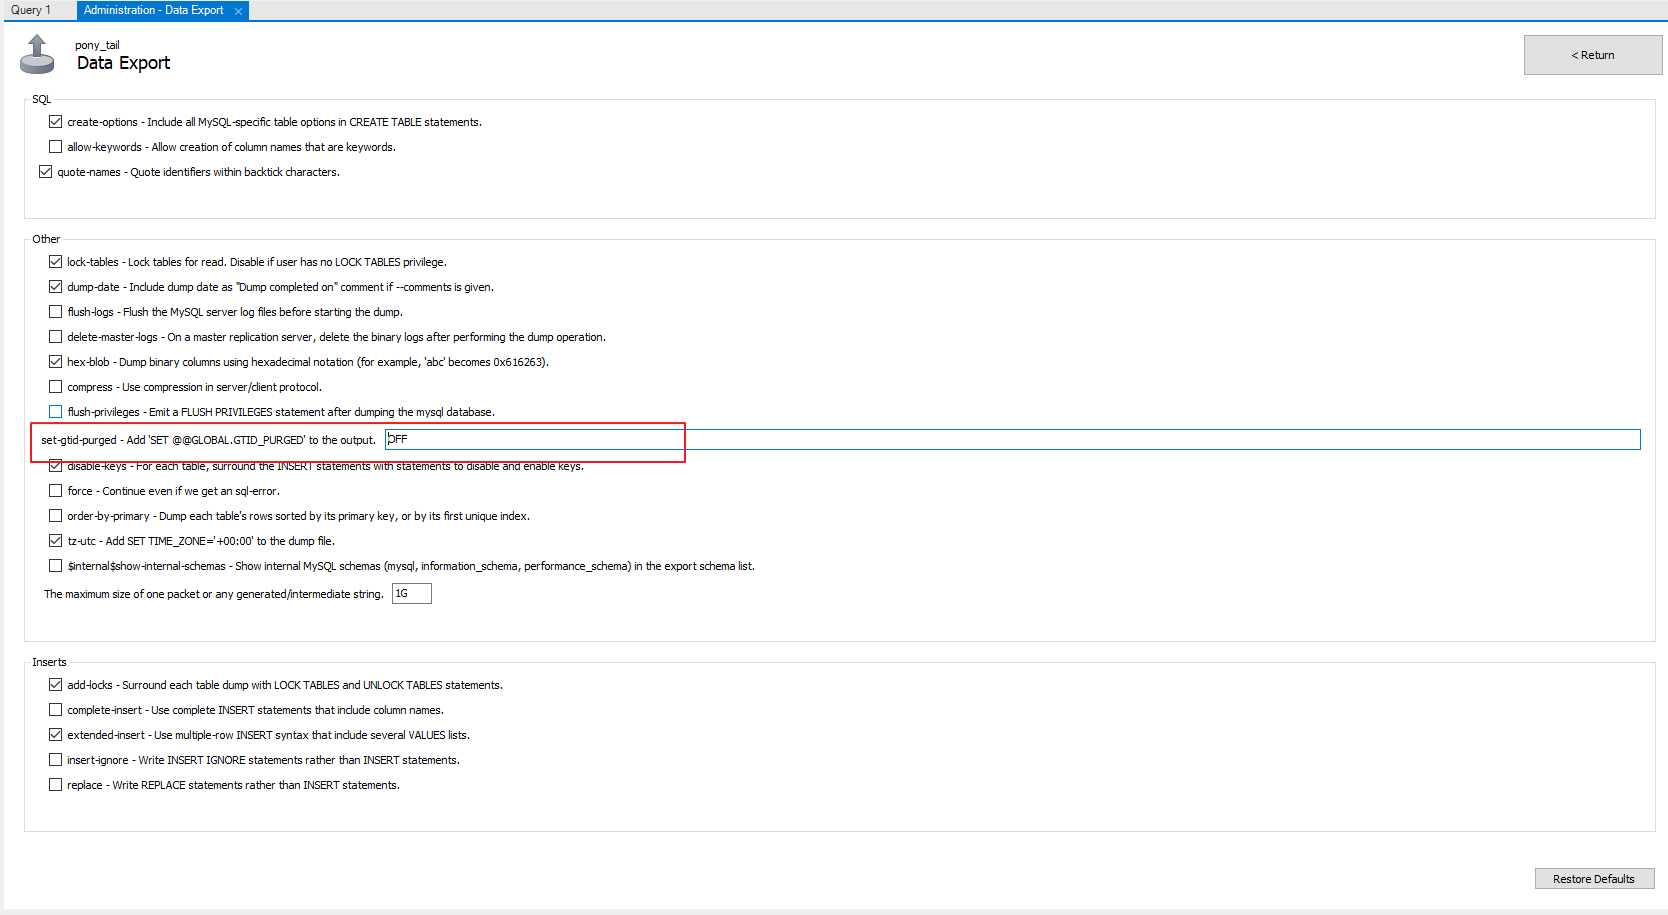 Query 1
Administration - Data Export
pony_tail
Data Export
< Return
SQL
create-options - Include all MySQL-specific table options in CREATE TABLE statements.
allow-keywords - Allow creation of column names that are keywords.
quote-names - Quote identifiers within backtick characters.
Other
lock-tables - Lock tables for read. Disable if user has no LOCK TABLES privilege.
dump-date - Include dump date as "Dump completed on" comment if --comments is given.
flush-logs - Flush the MySQL server log files before starting the dump.
delete-master-logs - On a master replication server, delete the binary logs after performing the dump operation.
hex-blob - Dump binary columns using hexadecimal notation (for example, 'abc' becomes 0x616263).
compress - Use compression in server/client protocol.
flush-privileges - Emit a FLUSH PRIVILEGES statement after dumping the mysql database.
set-gtid-purged - Add 'SET @@GLOBAL.GTID_PURGED' to the output. OFF
disable-keys - For each table, surround the INSERT statements with statements to disable and enable keys.
force - Continue even if we get an sql-error.
order-by-primary - Dump each table's rows sorted by its primary key, or by its first unique index.
tz-utc - Add SET TIME_ZONE='+00:00' to the dump file.
$internal$show-internal-schemas - Show internal MySQL schemas (mysql, information_schema, performance_schema) in the export schema list.
The maximum size of one packet or any generated/intermediate string. 1G
Inserts
add-locks - Surround each table dump with LOCK TABLES and UNLOCK TABLES statements.
complete-insert - Use complete INSERT statements that include column names.
extended-insert - Use multiple-row INSERT syntax that include several VALUES lists.
insert-ignore - Write INSERT IGNORE statements rather than INSERT statements.
replace - Write REPLACE statements rather than INSERT statements.
Restore Defaults